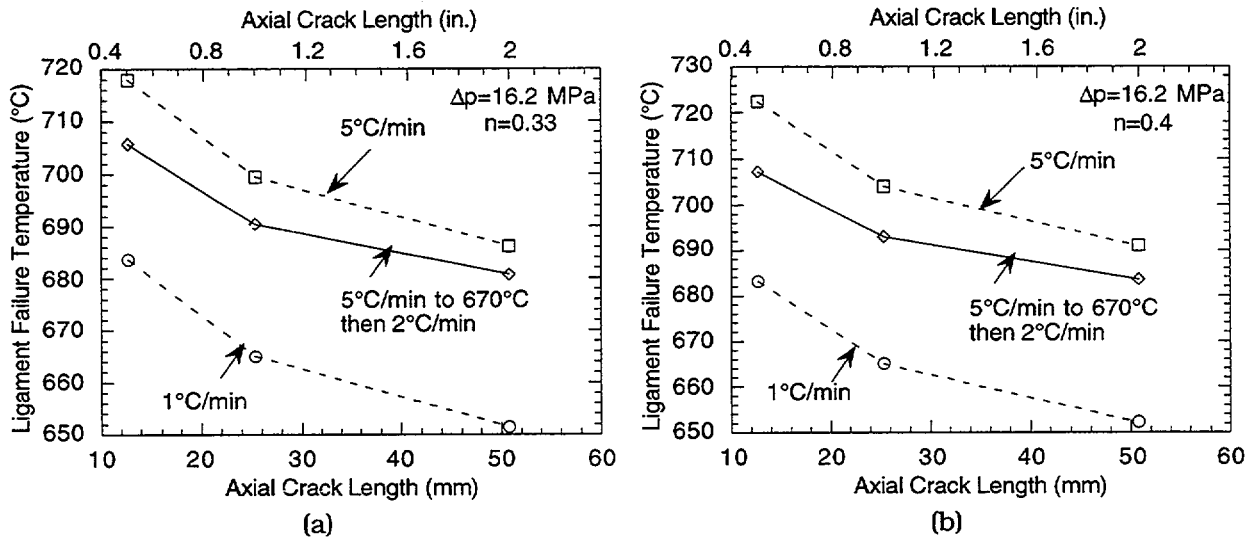 Axial Crack Length (in.)
0.4 0.8 1.2 1.6 2
Ligament Failure Temperature (°C)
720
710
700
690
680
670
660
650
Δp=16.2 MPa
n=0.33
5°C/min
5°C/min to 670°C
then 2°C/min
1°C/min
10 20 30 40 50 60
Axial Crack Length (mm)
(a)
Axial Crack Length (in.)
0.4 0.8 1.2 1.6 2
Ligament Failure Temperature (°C)
730
720
710
700
690
680
670
660
650
Δp=16.2 MPa
n=0.4
5°C/min
5°C/min to 670°C
then 2°C/min
1°C/min
10 20 30 40 50 60
Axial Crack Length (mm)
(b)